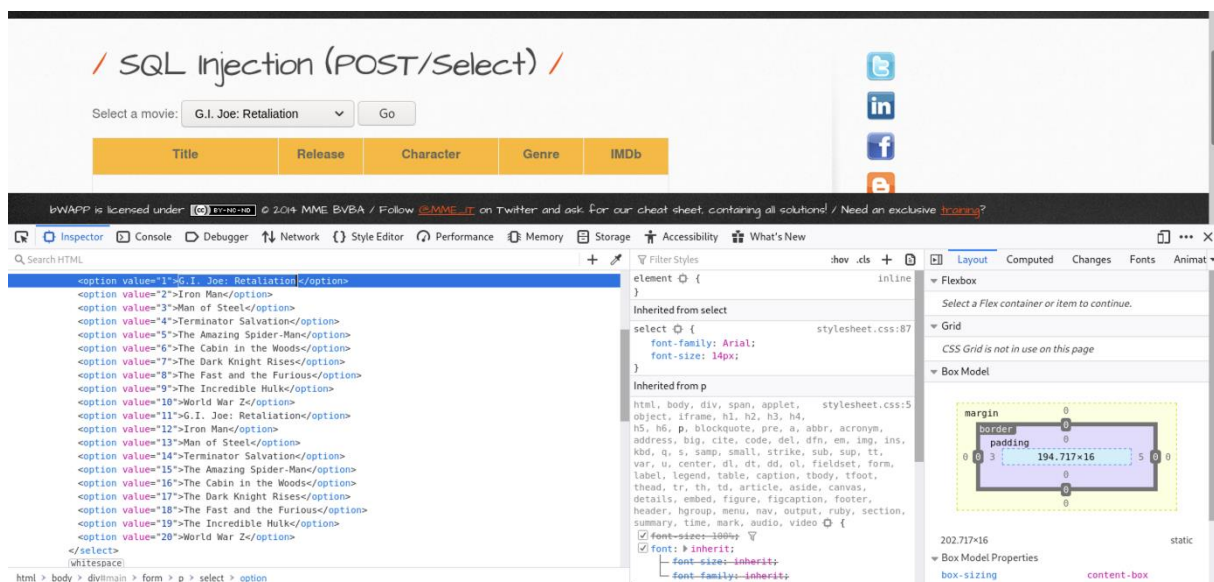 / SQL Injection (POST/Select) /
Select a movie: G.I. Joe: Retaliation Go
Title Release Character Genre IMDb
bWAPP is licensed under (cc) BY-NC-ND © 2014 MME BVBA / Follow @MME_IT on Twitter and ask for our cheat sheet, containing all solutions! / Need an exclusive training?
Inspector Console Debugger Network {} Style Editor Performance Memory Storage Accessibility What's New
Search HTML
<option value="1">G.I. Joe: Retaliation</option>
<option value="2">Iron Man</option>
<option value="3">Man of Steel</option>
<option value="4">Terminator Salvation</option>
<option value="5">The Amazing Spider-Man</option>
<option value="6">The Cabin in the Woods</option>
<option value="7">The Dark Knight Rises</option>
<option value="8">The Fast and the Furious</option>
<option value="9">The Incredible Hulk</option>
<option value="10">World War Z</option>
<option value="11">G.I. Joe: Retaliation</option>
<option value="12">Iron Man</option>
<option value="13">Man of Steel</option>
<option value="14">Terminator Salvation</option>
<option value="15">The Amazing Spider-Man</option>
<option value="16">The Cabin in the Woods</option>
<option value="17">The Dark Knight Rises</option>
<option value="18">The Fast and the Furious</option>
<option value="19">The Incredible Hulk</option>
<option value="20">World War Z</option>
</select>
whitespace
html > body > div#main > form > p > select > option
Filter Styles :hov .cls +
element { inline
}
Inherited from select
select { stylesheet.css:87
font-family: Arial;
font-size: 14px;
}
Inherited from p
html, body, div, span, applet, stylesheet.css:5
object, iframe, h1, h2, h3, h4,
h5, h6, p, blockquote, pre, a, abbr, acronym,
address, big, cite, code, del, dfn, em, img, ins,
kbd, q, s, samp, small, strike, sub, sup, tt,
var, u, center, dl, dt, dd, ol, fieldset, form,
label, legend, table, caption, tbody, tfoot,
thead, tr, th, td, article, aside, canvas,
details, embed, figure, figcaption, footer,
header, hgroup, menu, nav, output, ruby, section,
summary, time, mark, audio, video {
font-size: 100%;
font: inherit;
font-size: inherit;
font-family: inherit;
Layout Computed Changes Fonts Animat
Flexbox
Select a Flex container or item to continue.
Grid
CSS Grid is not in use on this page
Box Model
margin 0
border 0
padding 0
0 0 3 194.717×16 5 0 0
0
0
0
202.717×16 static
Box Model Properties
box-sizing content-box